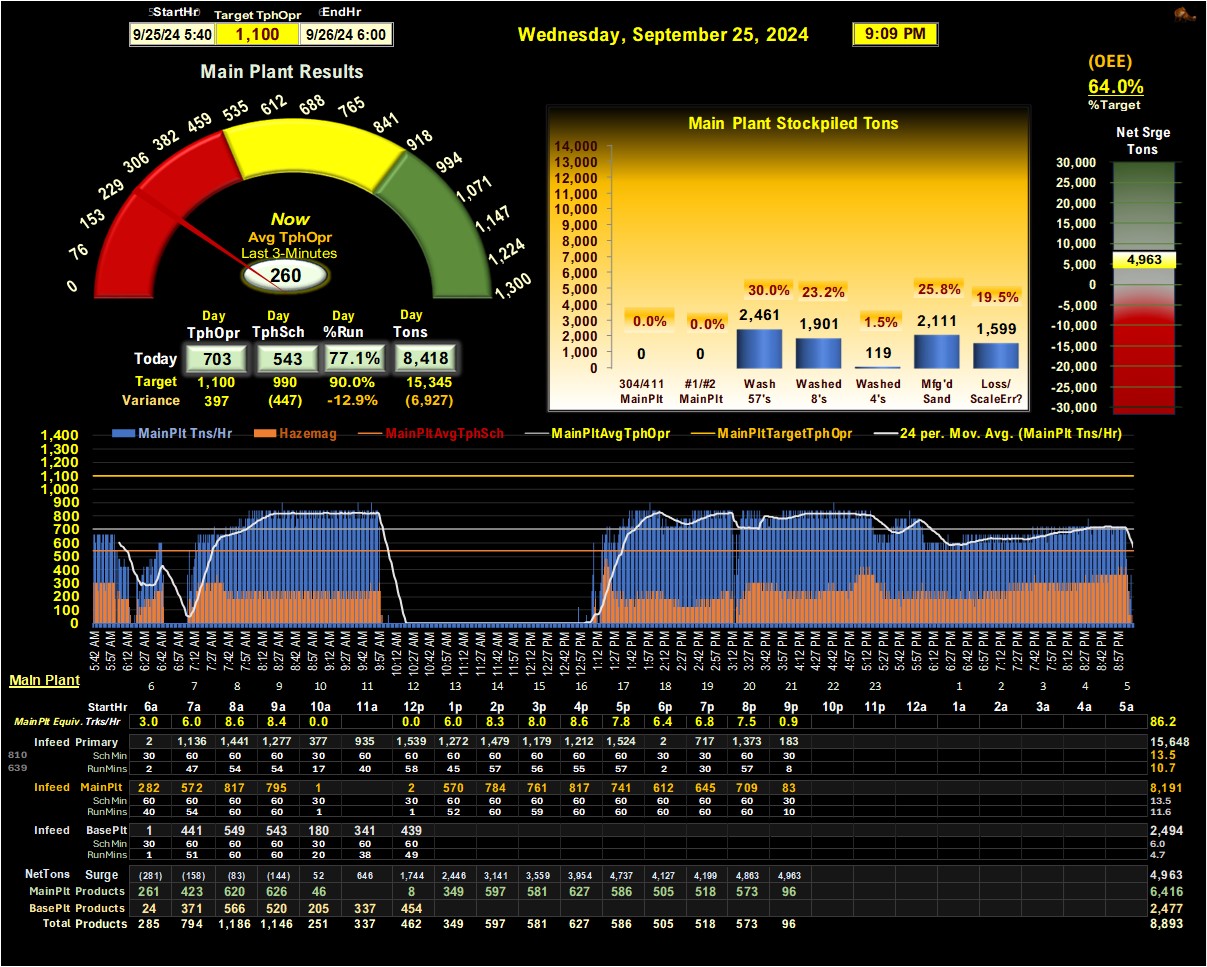 StartHr Target TphOpr EndHr
9/25/24 5:40 1,100 9/26/24 6:00
Wednesday, September 25, 2024
9:09 PM
(OEE)
64.0%
%Target
Main Plant Results
0 76 153 229 306 382 459 535 612 688 765 841 918 994 1,071 1,147 1,224 1,300
Now
Avg TphOpr
Last 3-Minutes
260
Day Day Day Day
TphOpr TphSch %Run Tons
Today 703 543 77.1% 8,418
Target 1,100 990 90.0% 15,345
Variance 397 (447) -12.9% (6,927)
Main Plant Stockpiled Tons
14,000
13,000
12,000
11,000
10,000
9,000
8,000
7,000
6,000
5,000
4,000
3,000
2,000
1,000
0
0.0% 0.0% 30.0% 23.2% 1.5% 25.8% 19.5%
0 0 2,461 1,901 119 2,111 1,599
304/411 #1/#2 Wash Washed Washed Mfg'd Loss/
MainPlt MainPlt 57's 8's 4's Sand ScaleErr?
Net Srge
Tons
30,000
25,000
20,000
15,000
10,000
5,000
0
-5,000
-10,000
-15,000
-20,000
-25,000
-30,000
4,963
MainPlt Tns/Hr Hazemag MainPltAvgTphSch MainPltAvgTphOpr MainPltTargetTphOpr 24 per. Mov. Avg. (MainPlt Tns/Hr)
1,400
1,300
1,200
1,100
1,000
900
800
700
600
500
400
300
200
100
0
5:42 AM 5:57 AM 6:12 AM 6:27 AM 6:42 AM 6:57 AM 7:12 AM 7:27 AM 7:42 AM 7:57 AM 8:12 AM 8:27 AM 8:42 AM 8:57 AM 9:12 AM 9:27 AM 9:42 AM 9:57 AM 10:12 AM 10:27 AM 10:42 AM 10:57 AM 11:12 AM 11:27 AM 11:42 AM 11:57 AM 12:12 PM 12:27 PM 12:42 PM 12:57 PM 1:12 PM 1:27 PM 1:42 PM 1:57 PM 2:12 PM 2:27 PM 2:42 PM 2:57 PM 3:12 PM 3:27 PM 3:42 PM 3:57 PM 4:12 PM 4:27 PM 4:42 PM 4:57 PM 5:12 PM 5:27 PM 5:42 PM 5:57 PM 6:12 PM 6:27 PM 6:42 PM 6:57 PM 7:12 PM 7:27 PM 7:42 PM 7:57 PM 8:12 PM 8:27 PM 8:42 PM 8:57 PM
Main Plant
6 7 8 9 10 11 12 13 14 15 16 17 18 19 20 21 22 23 1 2 3 4 5
StartHr 6a 7a 8a 9a 10a 11a 12p 1p 2p 3p 4p 5p 6p 7p 8p 9p 10p 11p 12a 1a 2a 3a 4a 5a
MainPlt Equiv. Trks/Hr 3.0 6.0 8.6 8.4 0.0 0.0 6.0 8.3 8.0 8.6 7.8 6.4 6.8 7.5 0.9 86.2
Infeed Primary 2 1,136 1,441 1,277 377 935 1,539 1,272 1,479 1,179 1,212 1,524 2 717 1,373 183 15,648
810 Sch Min 30 60 60 60 30 60 60 60 60 60 60 60 30 30 60 30 13.5
639 RunMins 2 47 54 54 17 40 58 45 57 56 55 57 2 30 57 8 10.7
Infeed MainPlt 282 572 817 795 1 2 570 784 761 817 741 612 645 709 83 8,191
Sch Min 60 60 60 60 30 30 60 60 60 60 60 60 60 60 30 13.5
RunMins 40 54 60 60 1 1 52 60 59 60 60 60 60 60 10 11.6
Infeed BasePlt 1 441 549 543 180 341 439 2,494
Sch Min 30 60 60 60 30 60 60 6.0
RunMins 1 51 60 60 20 38 49 4.7
NetTons Surge (281) (158) (83) (144) 52 646 1,744 2,446 3,141 3,559 3,954 4,737 4,127 4,199 4,863 4,963 4,963
MainPlt Products 261 423 620 626 46 8 349 597 581 627 586 505 518 573 96 6,416
BasePlt Products 24 371 566 520 205 337 454 2,477
Total Products 285 794 1,186 1,146 251 337 462 349 597 581 627 586 505 518 573 96 8,893